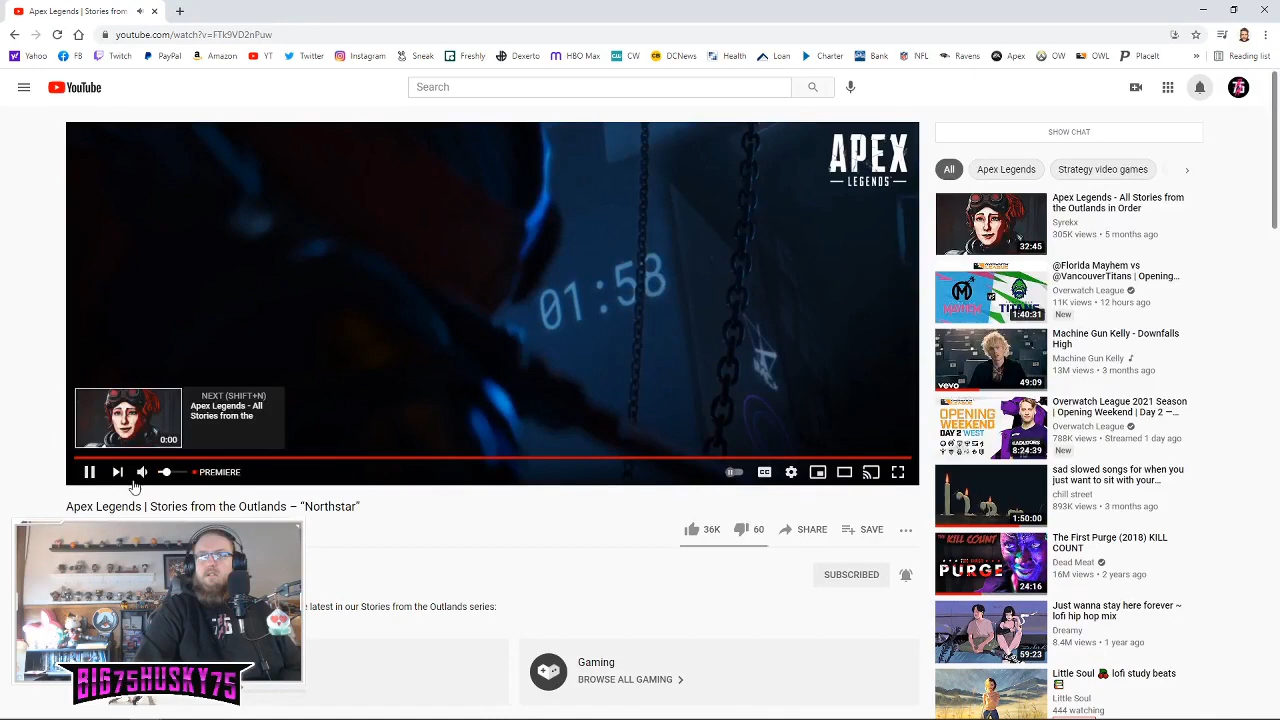 Apex Legends | Stories from
youtube.com/watch?v=FTk9VD2nPuw
Yahoo FB Twitch PayPal Amazon YT Twitter Instagram Sneak Freshly Dexerto HBO Max CW DCNews Health Loan Charter Bank NFL Ravens Apex OW OWL PlaceIt » Reading list
YouTube
Search
75
APEX
LEGENDS
01:58
NEXT (SHIFT+N)
Apex Legends - All
Stories from the
0:00
PREMIERE
CC
Apex Legends | Stories from the Outlands – “Northstar”
36K 60 SHARE SAVE
SUBSCRIBED
latest in our Stories from the Outlands series:
Gaming
BROWSE ALL GAMING
BIG75HUSKY75
SHOW CHAT
All Apex Legends Strategy video games
Apex Legends - All Stories from
the Outlands in Order
Syrekx
305K views • 5 months ago
32:45
@Florida Mayhem vs
@VancouverTitans | Opening...
Overwatch League
11K views • 12 hours ago
New
MAYHEM
TITANS
1:40:31
Machine Gun Kelly - Downfalls
High
Machine Gun Kelly
13M views • 3 months ago
vevo
49:09
Overwatch League 2021 Season
| Opening Weekend | Day 2 —...
Overwatch League
788K views • Streamed 1 day ago
OPENING
WEEKEND
DAY 2 WEST
8:24:39
New
sad slowed songs for when you
just want to sit with your...
chill street
893K views • 3 months ago
1:50:00
The First Purge (2018) KILL
COUNT
Dead Meat
16M views • 2 years ago
THE KILL COUNT
PURGE
24:16
Just wanna stay here forever ~
lofi hip hop mix
Dreamy
8.4M views • 1 year ago
59:23
Little Soul 🍒 lofi study beats
Little Soul
444 watching